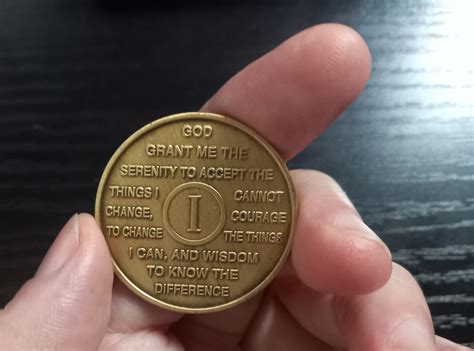 GOD
GRANT ME THE
SERENITY TO ACCEPT THE
THINGS I CANNOT
CHANGE, COURAGE
I
TO CHANGE THE THINGS
I CAN, AND WISDOM
TO KNOW THE
DIFFERENCE